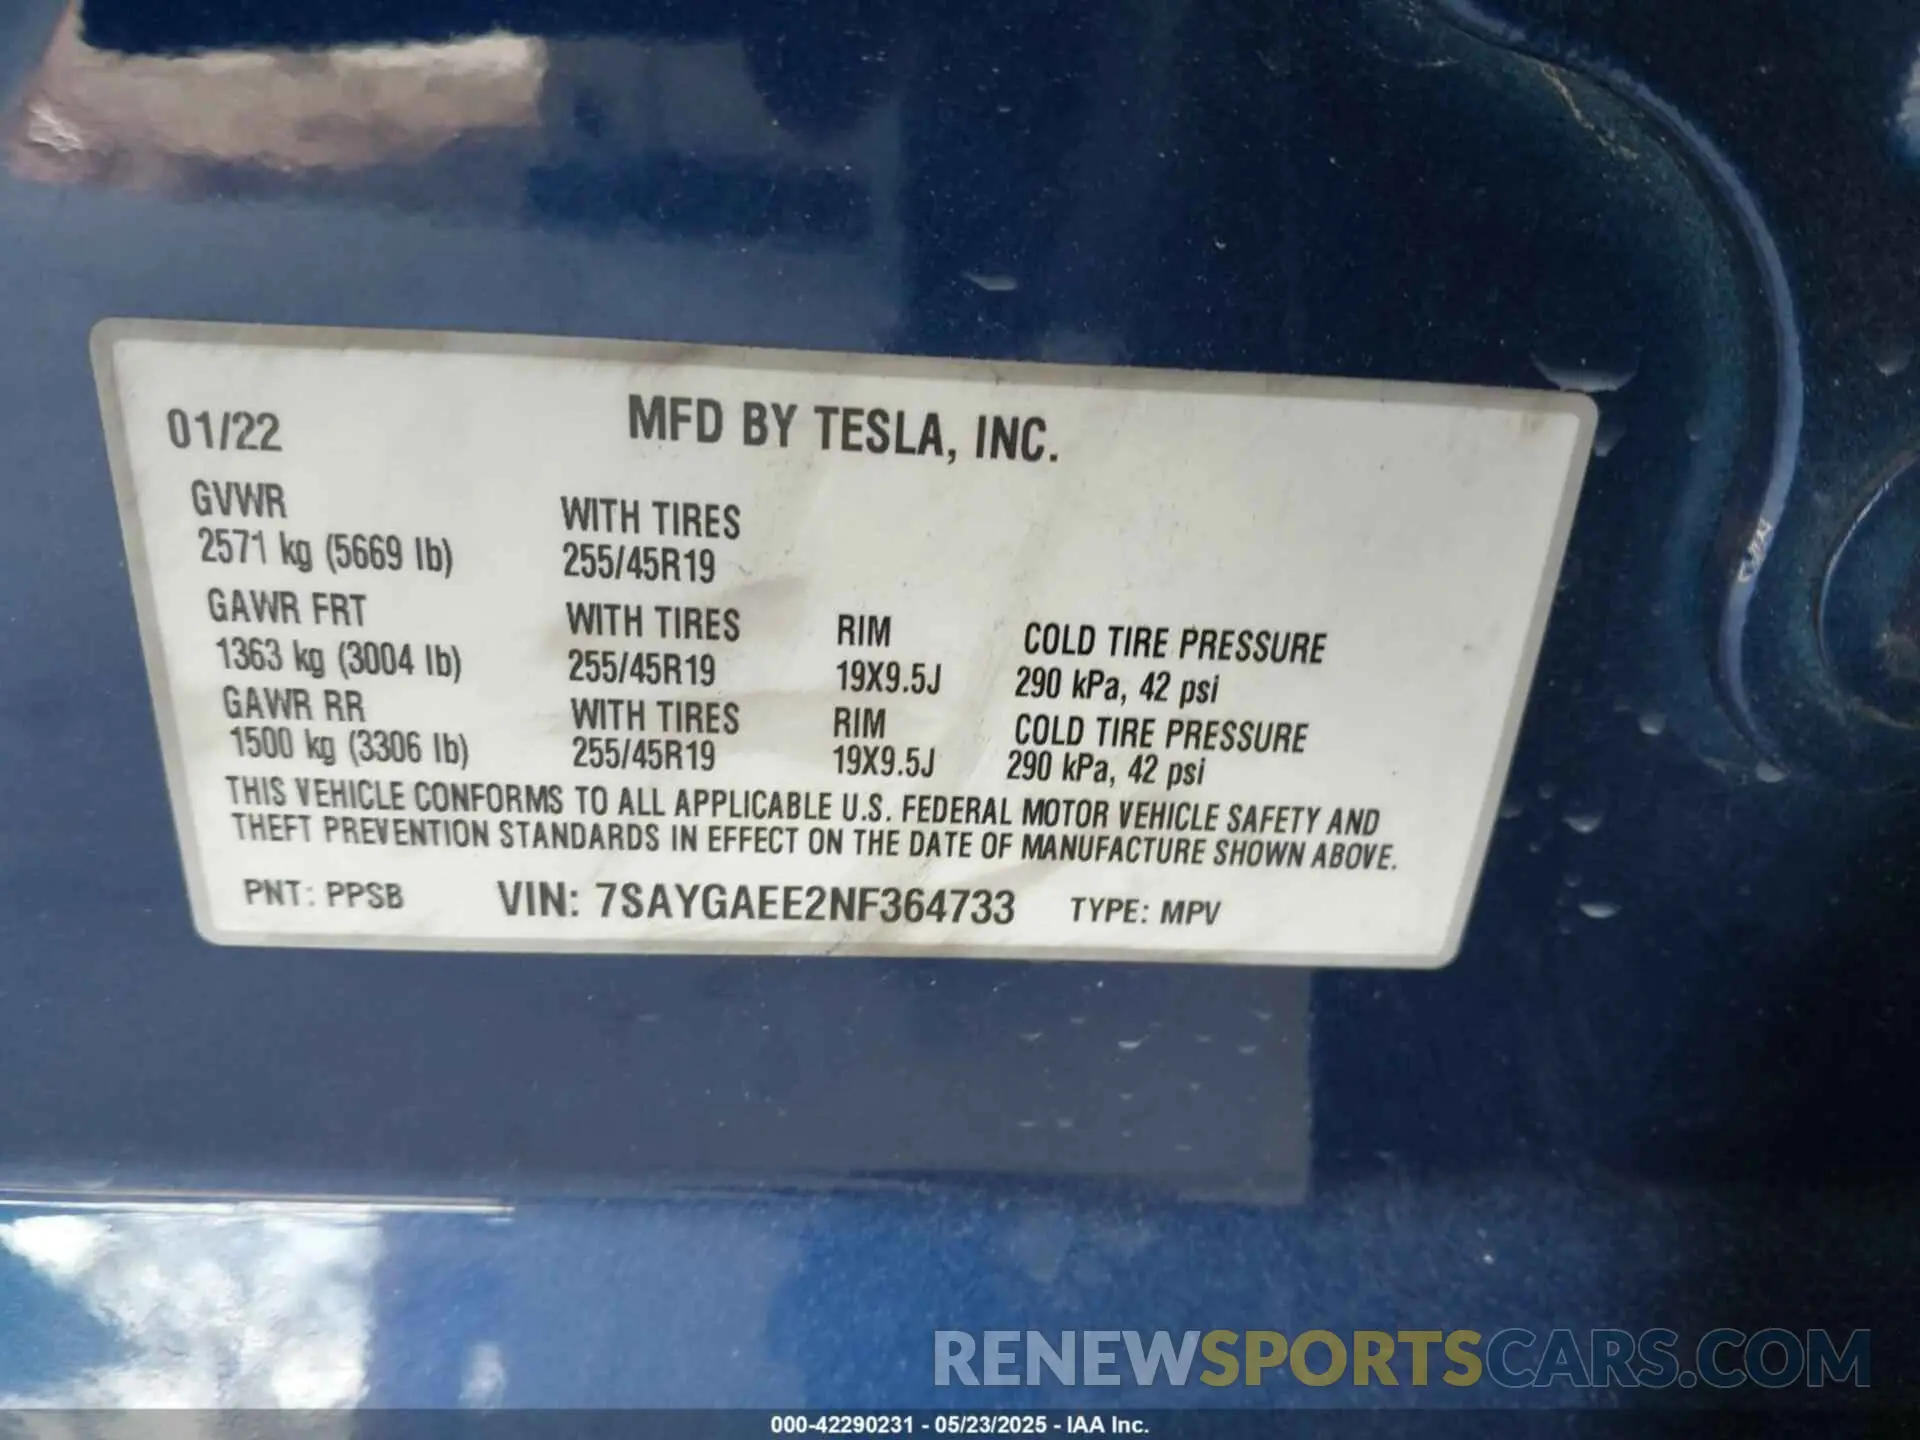 01/22 MFD BY TESLA, INC.
GVWR WITH TIRES
2571 kg (5669 lb) 255/45R19
GAWR FRT WITH TIRES RIM COLD TIRE PRESSURE
1363 kg (3004 lb) 255/45R19 19X9.5J 290 kPa, 42 psi
GAWR RR WITH TIRES RIM COLD TIRE PRESSURE
1500 kg (3306 lb) 255/45R19 19X9.5J 290 kPa, 42 psi
THIS VEHICLE CONFORMS TO ALL APPLICABLE U.S. FEDERAL MOTOR VEHICLE SAFETY AND
THEFT PREVENTION STANDARDS IN EFFECT ON THE DATE OF MANUFACTURE SHOWN ABOVE.
PNT: PPSB VIN: 7SAYGAEE2NF364733 TYPE: MPV
RENEWSPORTSCARS.COM
000-42290231 - 05/23/2025 - IAA Inc.